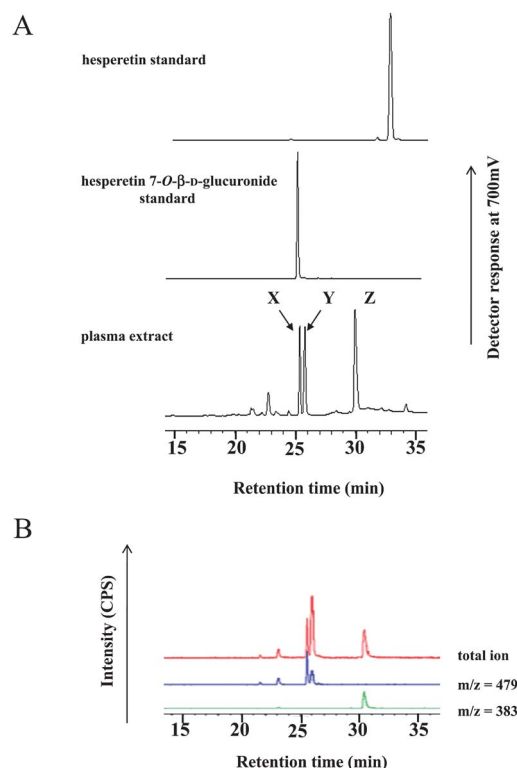 A
hesperetin standard
hesperetin 7-O-β-D-glucuronide
standard
X Y Z
plasma extract
Detector response at 700mV
15 20 25 30 35
Retention time (min)
B
Intensity (CPS)
total ion
m/z = 479
m/z = 383
15 20 25 30 35
Retention time (min)